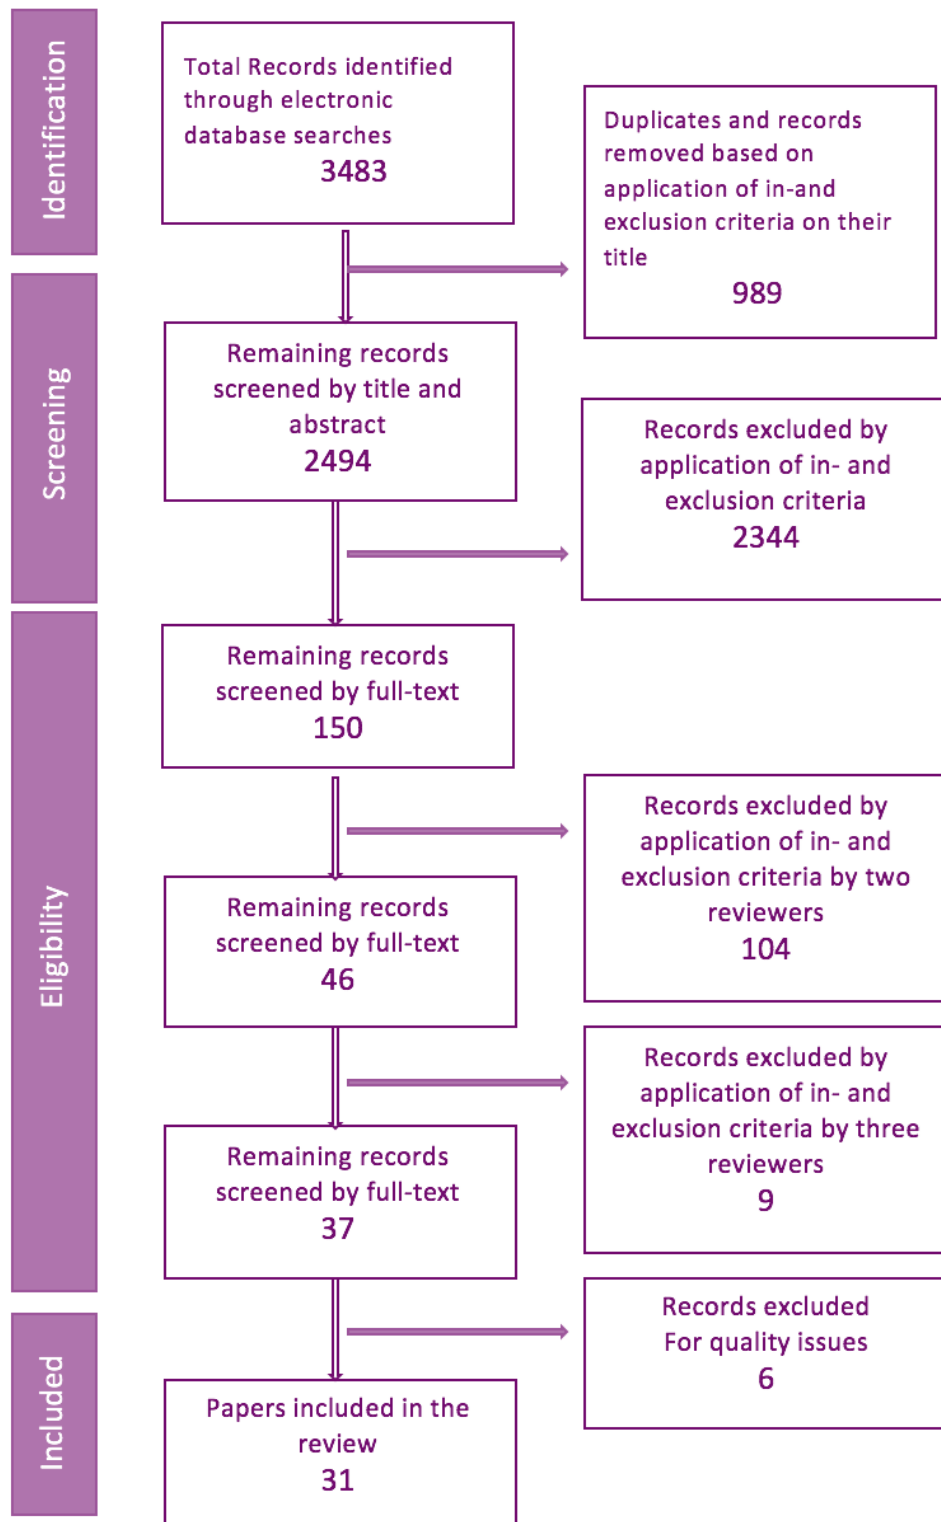 Identification
Total Records identified
through electronic
database searches
3483
Duplicates and records
removed based on
application of in-and
exclusion criteria on their
title
989
Screening
Remaining records
screened by title and
abstract
2494
Records excluded by
application of in- and
exclusion criteria
2344
Eligibility
Remaining records
screened by full-text
150
Records excluded by
application of in- and
exclusion criteria by two
reviewers
104
Remaining records
screened by full-text
46
Records excluded by
application of in- and
exclusion criteria by three
reviewers
9
Remaining records
screened by full-text
37
Records excluded
For quality issues
6
Included
Papers included in the
review
31